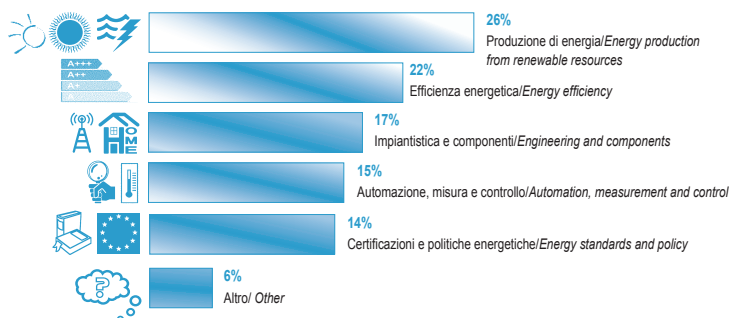 26%
Produzione di energia/Energy production
from renewable resources
A+++
A++
A+
A
22%
Efficienza energetica/Energy efficiency
17%
HOME
Impiantistica e componenti/Engineering and components
15%
Automazione, misura e controllo/Automation, measurement and control
14%
Certificazioni e politiche energetiche/Energy standards and policy
?
6%
Altro/ Other